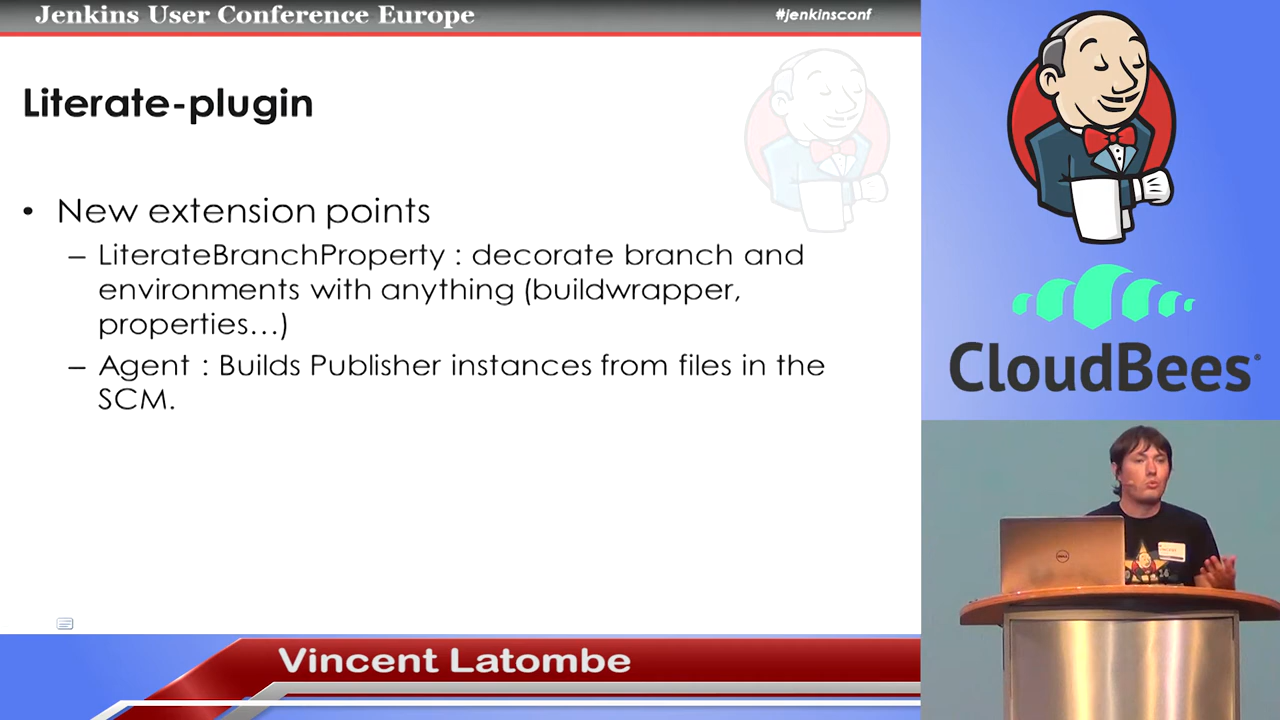 Jenkins User Conference Europe
#jenkinsconf
Literate-plugin
• New extension points
– LiterateBranchProperty : decorate branch and
environments with anything (buildwrapper,
properties…)
– Agent : Builds Publisher instances from files in the
SCM.
CloudBees
DELL
Vincent Latombe